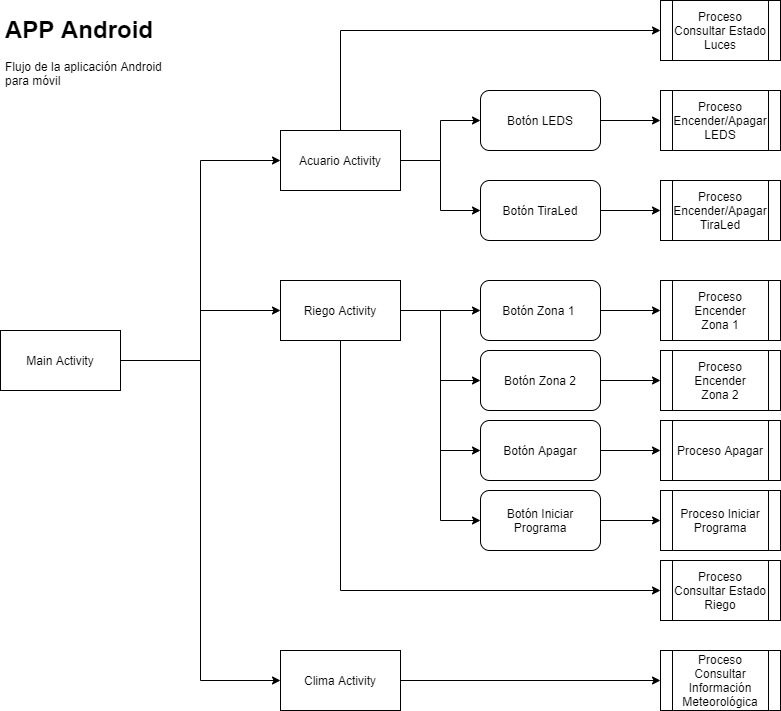 APP Android
Flujo de la aplicación Android
para móvil
Proceso
Consultar Estado
Luces
Botón LEDS
Proceso
Encender/Apagar
LEDS
Acuario Activity
Botón TiraLed
Proceso
Encender/Apagar
TiraLed
Riego Activity
Botón Zona 1
Proceso
Encender
Zona 1
Main Activity
Botón Zona 2
Proceso
Encender
Zona 2
Botón Apagar
Proceso Apagar
Botón Iniciar
Programa
Proceso Iniciar
Programa
Proceso
Consultar Estado
Riego
Clima Activity
Proceso
Consultar
Información
Meteorológica